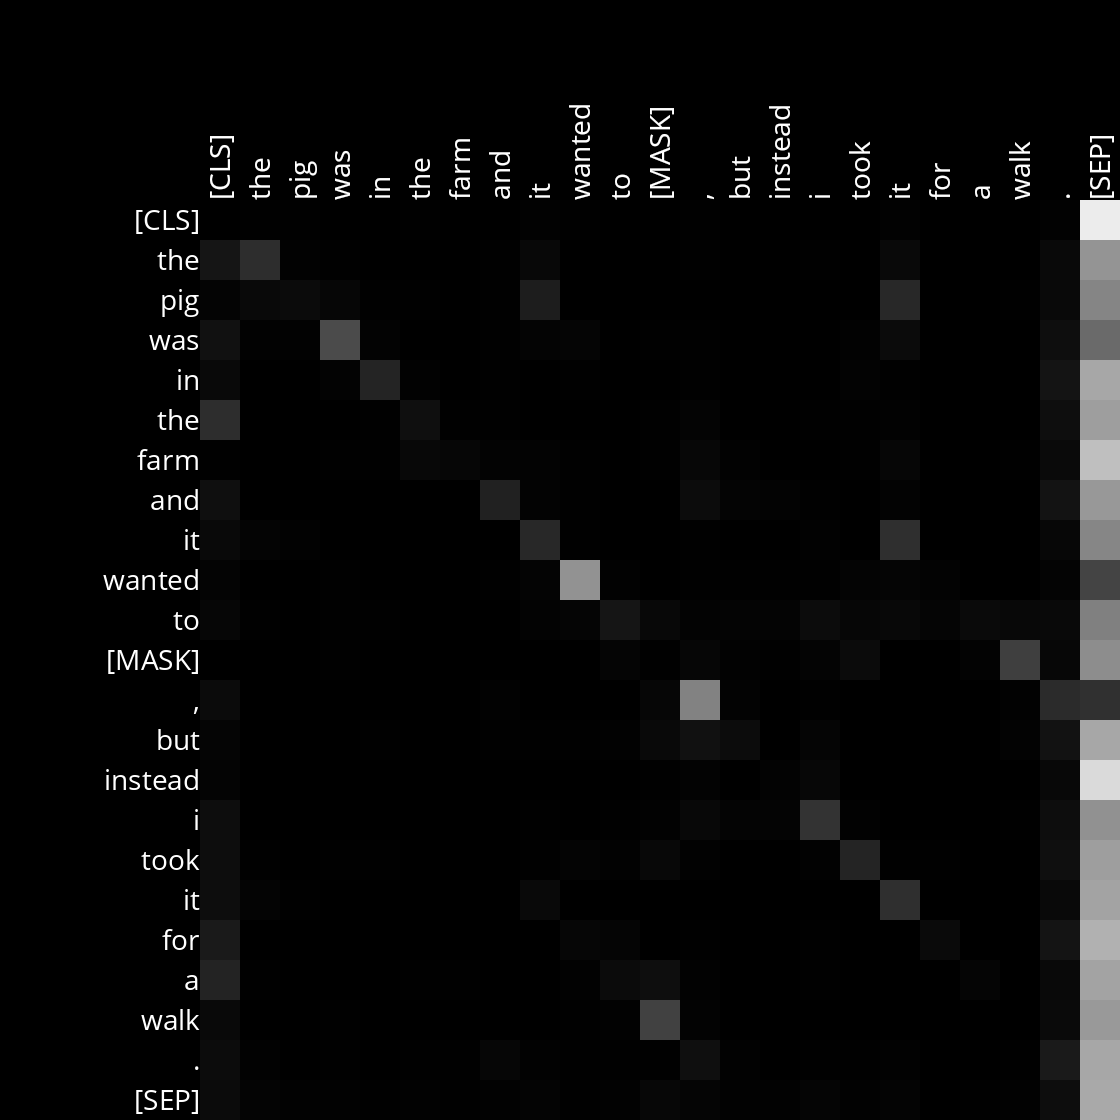 [CLS] the pig was in the farm and it wanted to [MASK] , but instead i took it for a walk . [SEP]
[CLS]
the
pig
was
in
the
farm
and
it
wanted
to
[MASK]
,
but
instead
i
took
it
for
a
walk
.
[SEP]